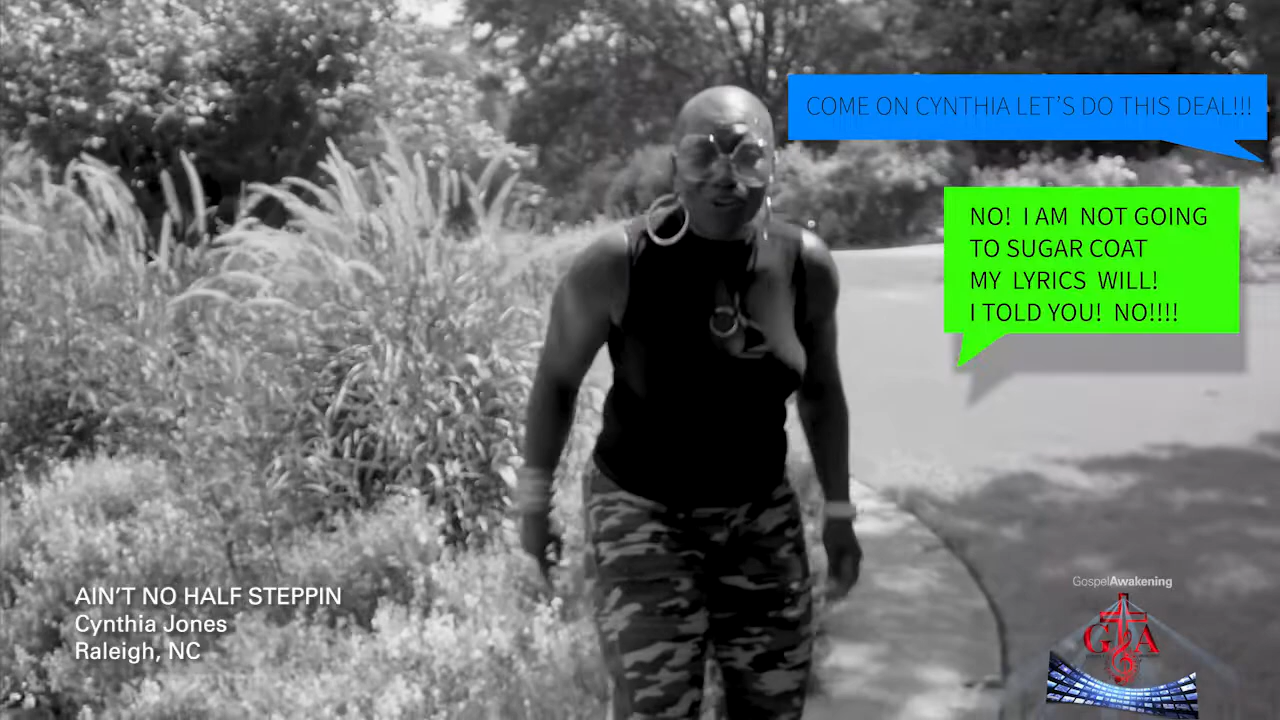 COME ON CYNTHIA LET'S DO THIS DEAL!!!
NO! I AM NOT GOING
TO SUGAR COAT
MY LYRICS WILL!
I TOLD YOU! NO!!!!
AIN'T NO HALF STEPPIN
Cynthia Jones
Raleigh, NC
GospelAwakening
G A